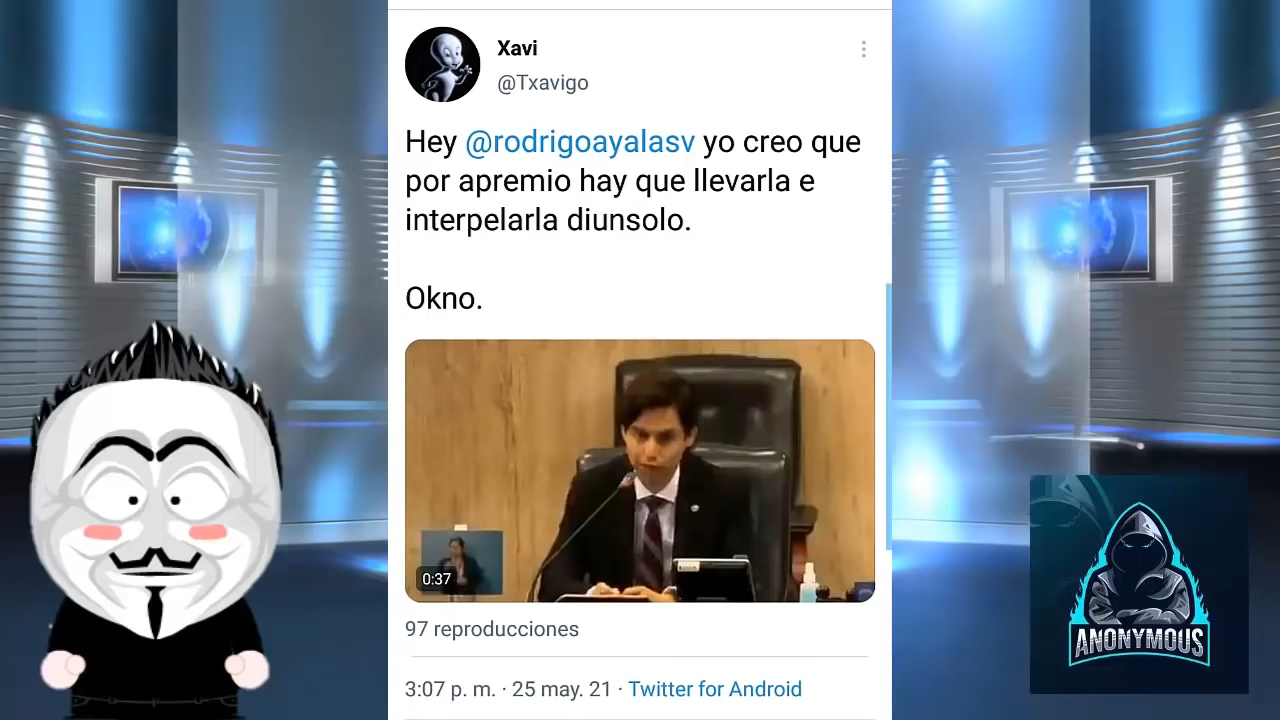 Xavi
@Txavigo
Hey @rodrigoayalasv yo creo que
por apremio hay que llevarla e
interpelarla diunsolo.
Okno.
0:37
97 reproducciones
3:07 p. m. · 25 may. 21 · Twitter for Android
ANONYMOUS